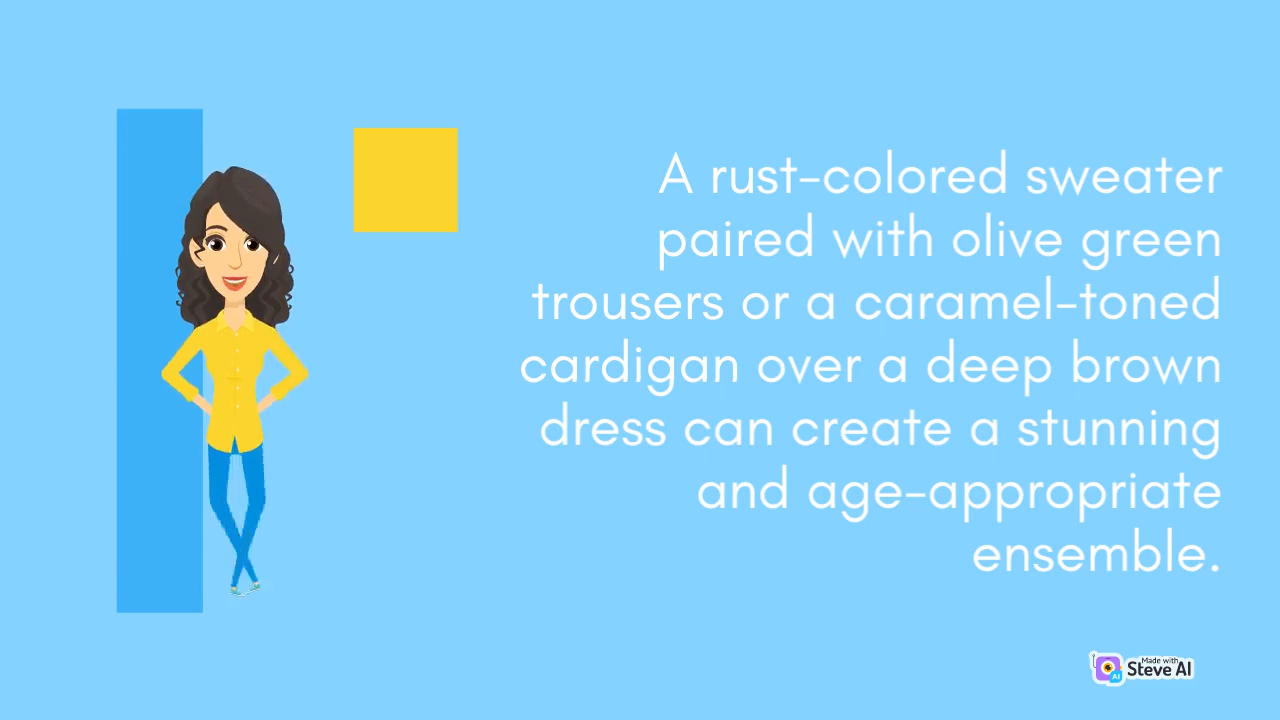 A rust-colored sweater
paired with olive green
trousers or a caramel-toned
cardigan over a deep brown
dress can create a stunning
and age-appropriate
ensemble.
Made with
Steve AI
AI